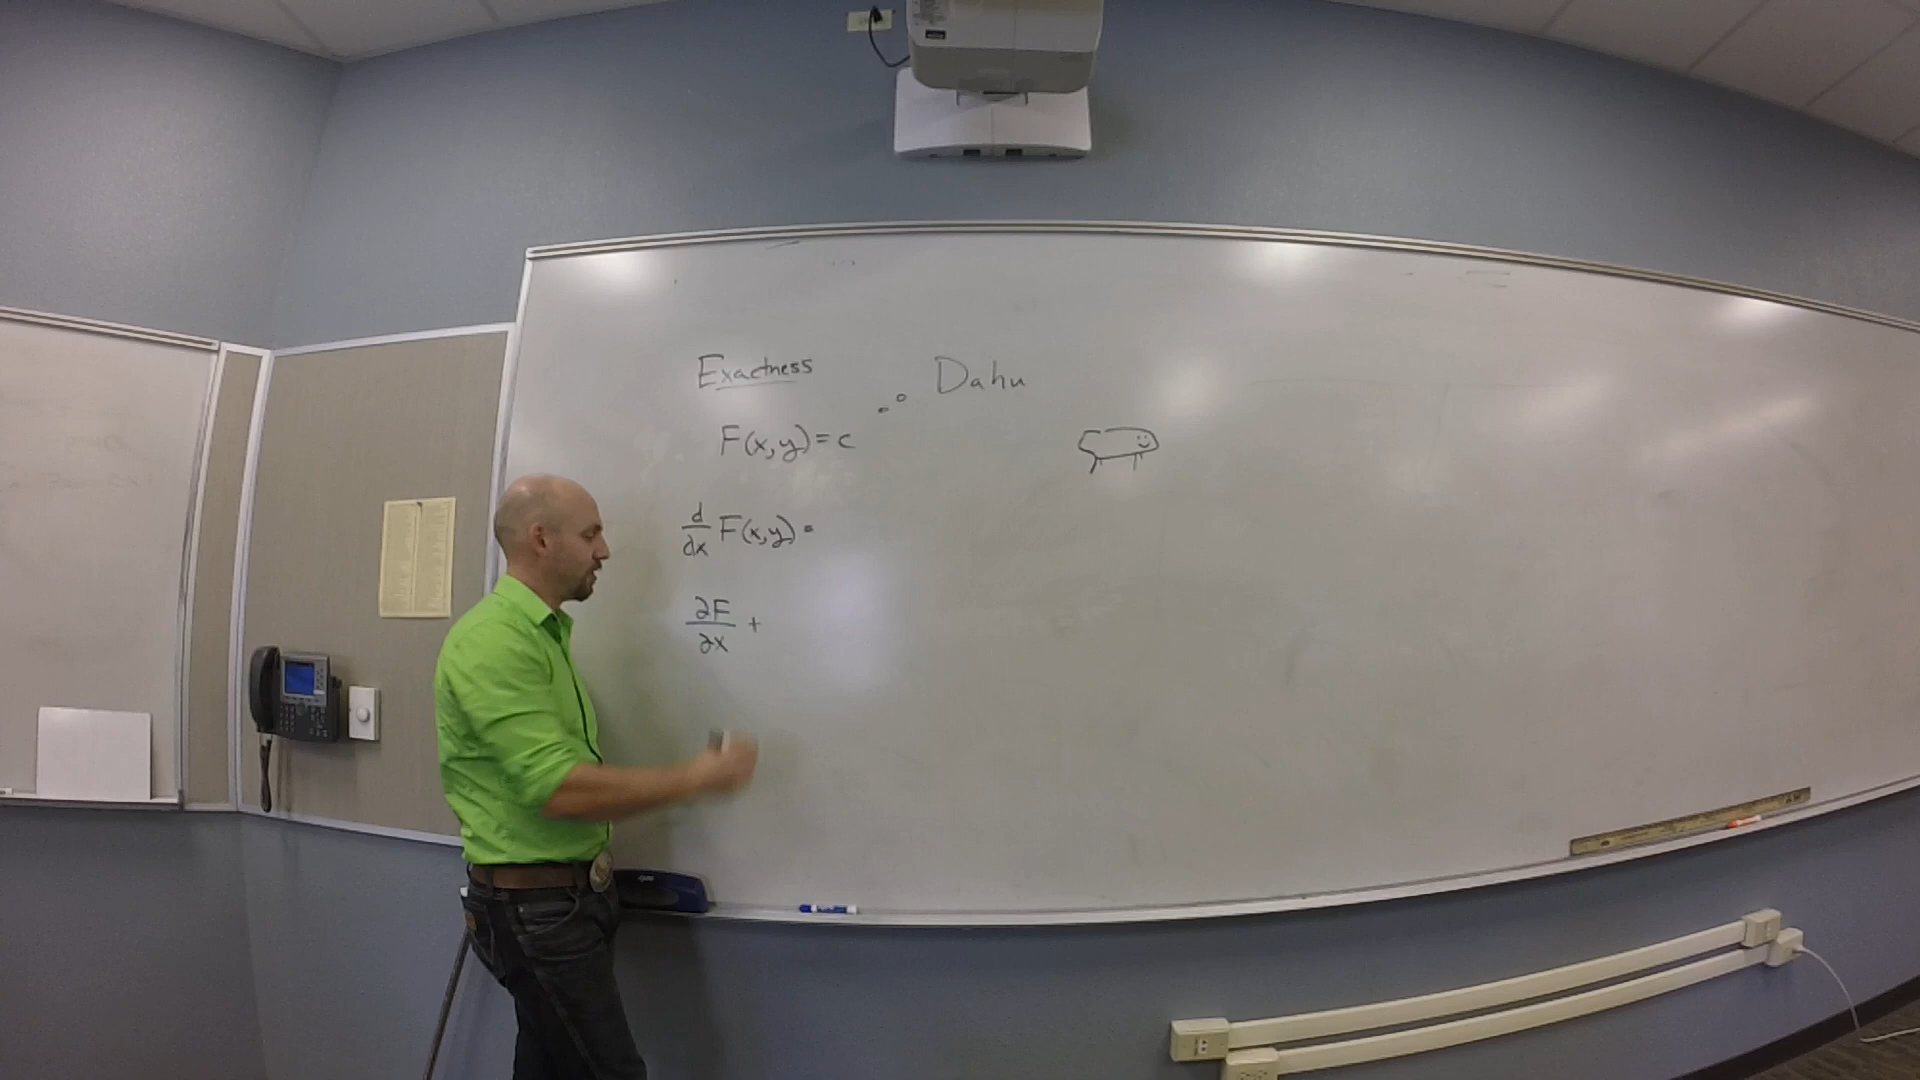 Exactness
Dahu
F(x,y)=c
d/dx F(x,y)=
∂F/∂x +